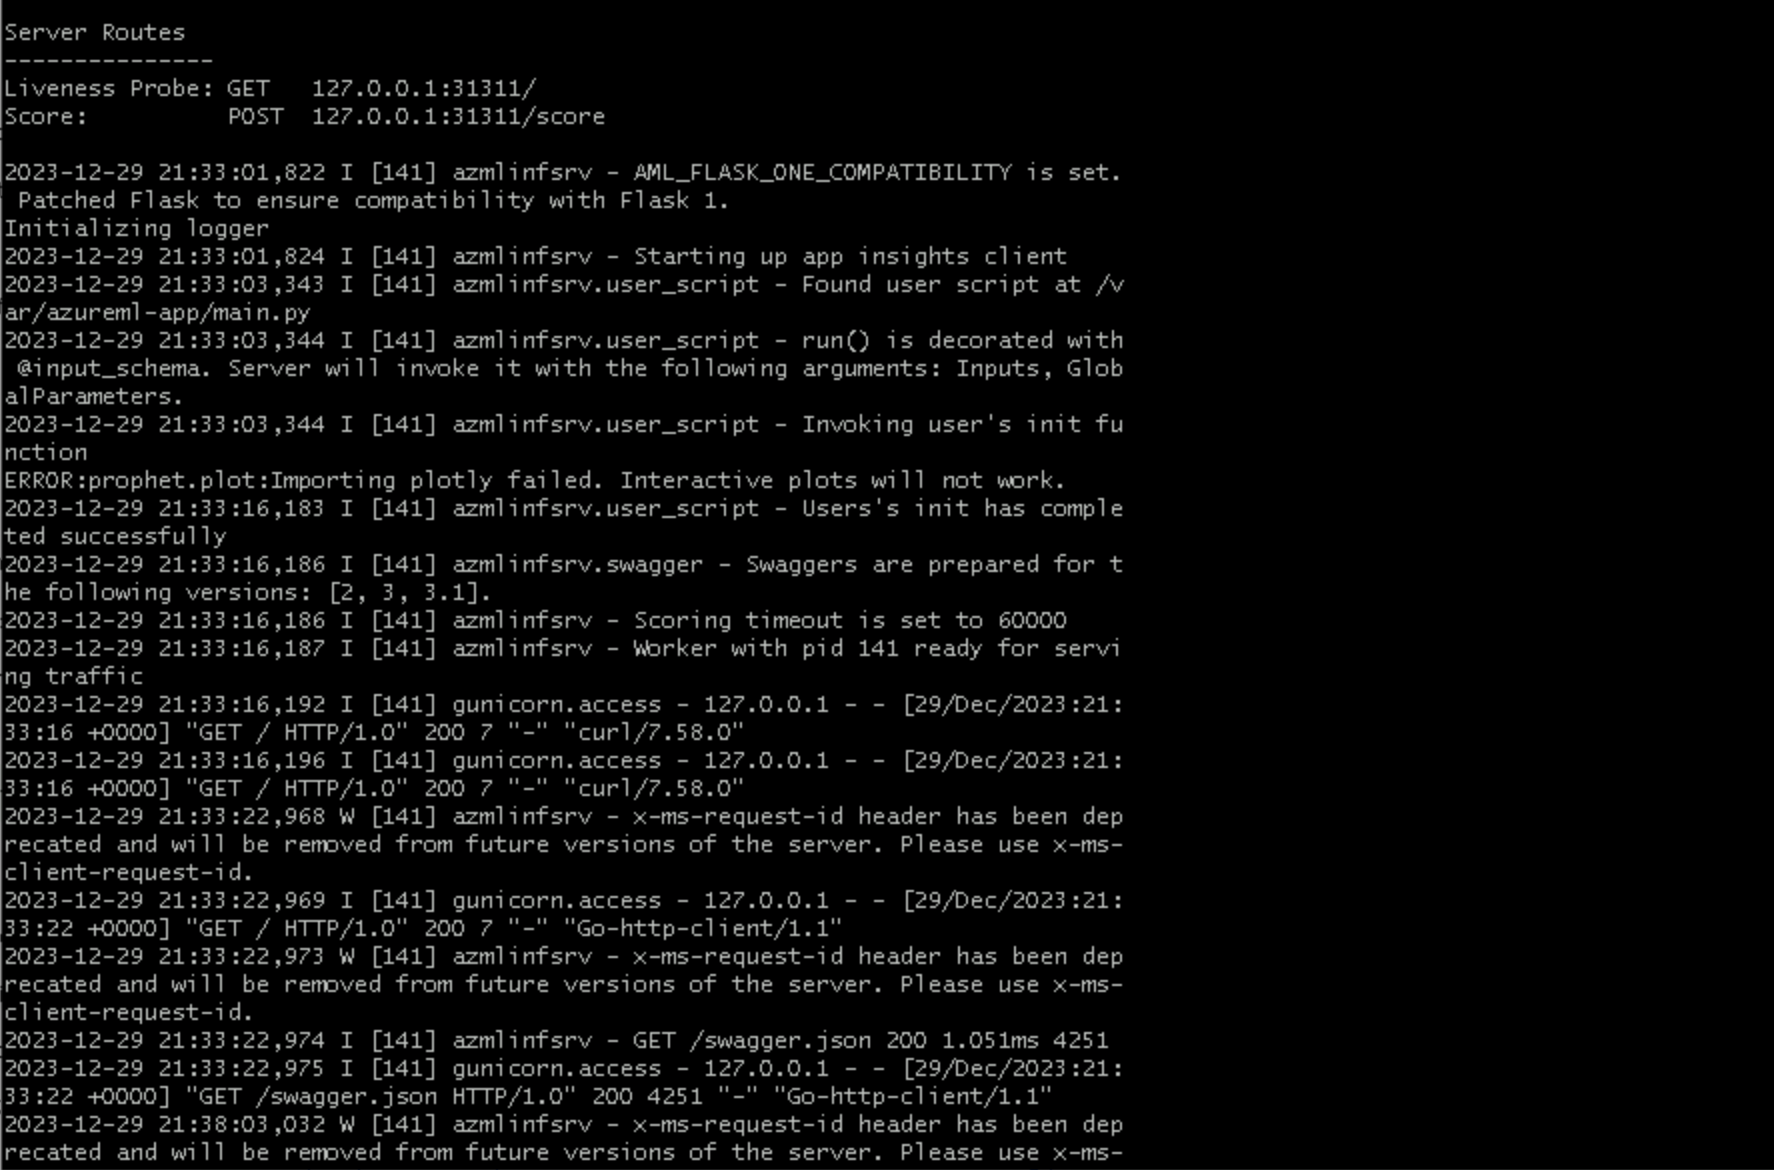 Server Routes
---------------
Liveness Probe: GET   127.0.0.1:31311/
Score:          POST  127.0.0.1:31311/score
2023-12-29 21:33:01,822 I [141] azmlinfsrv - AML_FLASK_ONE_COMPATIBILITY is set.
 Patched Flask to ensure compatibility with Flask 1.
Initializing logger
2023-12-29 21:33:01,824 I [141] azmlinfsrv - Starting up app insights client
2023-12-29 21:33:03,343 I [141] azmlinfsrv.user_script - Found user script at /v
ar/azureml-app/main.py
2023-12-29 21:33:03,344 I [141] azmlinfsrv.user_script - run() is decorated with
 @input_schema. Server will invoke it with the following arguments: Inputs, Glob
alParameters.
2023-12-29 21:33:03,344 I [141] azmlinfsrv.user_script - Invoking user's init fu
nction
ERROR:prophet.plot:Importing plotly failed. Interactive plots will not work.
2023-12-29 21:33:16,183 I [141] azmlinfsrv.user_script - Users's init has comple
ted successfully
2023-12-29 21:33:16,186 I [141] azmlinfsrv.swagger - Swaggers are prepared for t
he following versions: [2, 3, 3.1].
2023-12-29 21:33:16,186 I [141] azmlinfsrv - Scoring timeout is set to 60000
2023-12-29 21:33:16,187 I [141] azmlinfsrv - Worker with pid 141 ready for servi
ng traffic
2023-12-29 21:33:16,192 I [141] gunicorn.access - 127.0.0.1 - - [29/Dec/2023:21:
33:16 +0000] "GET / HTTP/1.0" 200 7 "-" "curl/7.58.0"
2023-12-29 21:33:16,196 I [141] gunicorn.access - 127.0.0.1 - - [29/Dec/2023:21:
33:16 +0000] "GET / HTTP/1.0" 200 7 "-" "curl/7.58.0"
2023-12-29 21:33:22,968 W [141] azmlinfsrv - x-ms-request-id header has been dep
recated and will be removed from future versions of the server. Please use x-ms-
client-request-id.
2023-12-29 21:33:22,969 I [141] gunicorn.access - 127.0.0.1 - - [29/Dec/2023:21:
33:22 +0000] "GET / HTTP/1.0" 200 7 "-" "Go-http-client/1.1"
2023-12-29 21:33:22,973 W [141] azmlinfsrv - x-ms-request-id header has been dep
recated and will be removed from future versions of the server. Please use x-ms-
client-request-id.
2023-12-29 21:33:22,974 I [141] azmlinfsrv - GET /swagger.json 200 1.051ms 4251
2023-12-29 21:33:22,975 I [141] gunicorn.access - 127.0.0.1 - - [29/Dec/2023:21:
33:22 +0000] "GET /swagger.json HTTP/1.0" 200 4251 "-" "Go-http-client/1.1"
2023-12-29 21:38:03,032 W [141] azmlinfsrv - x-ms-request-id header has been dep
recated and will be removed from future versions of the server. Please use x-ms-